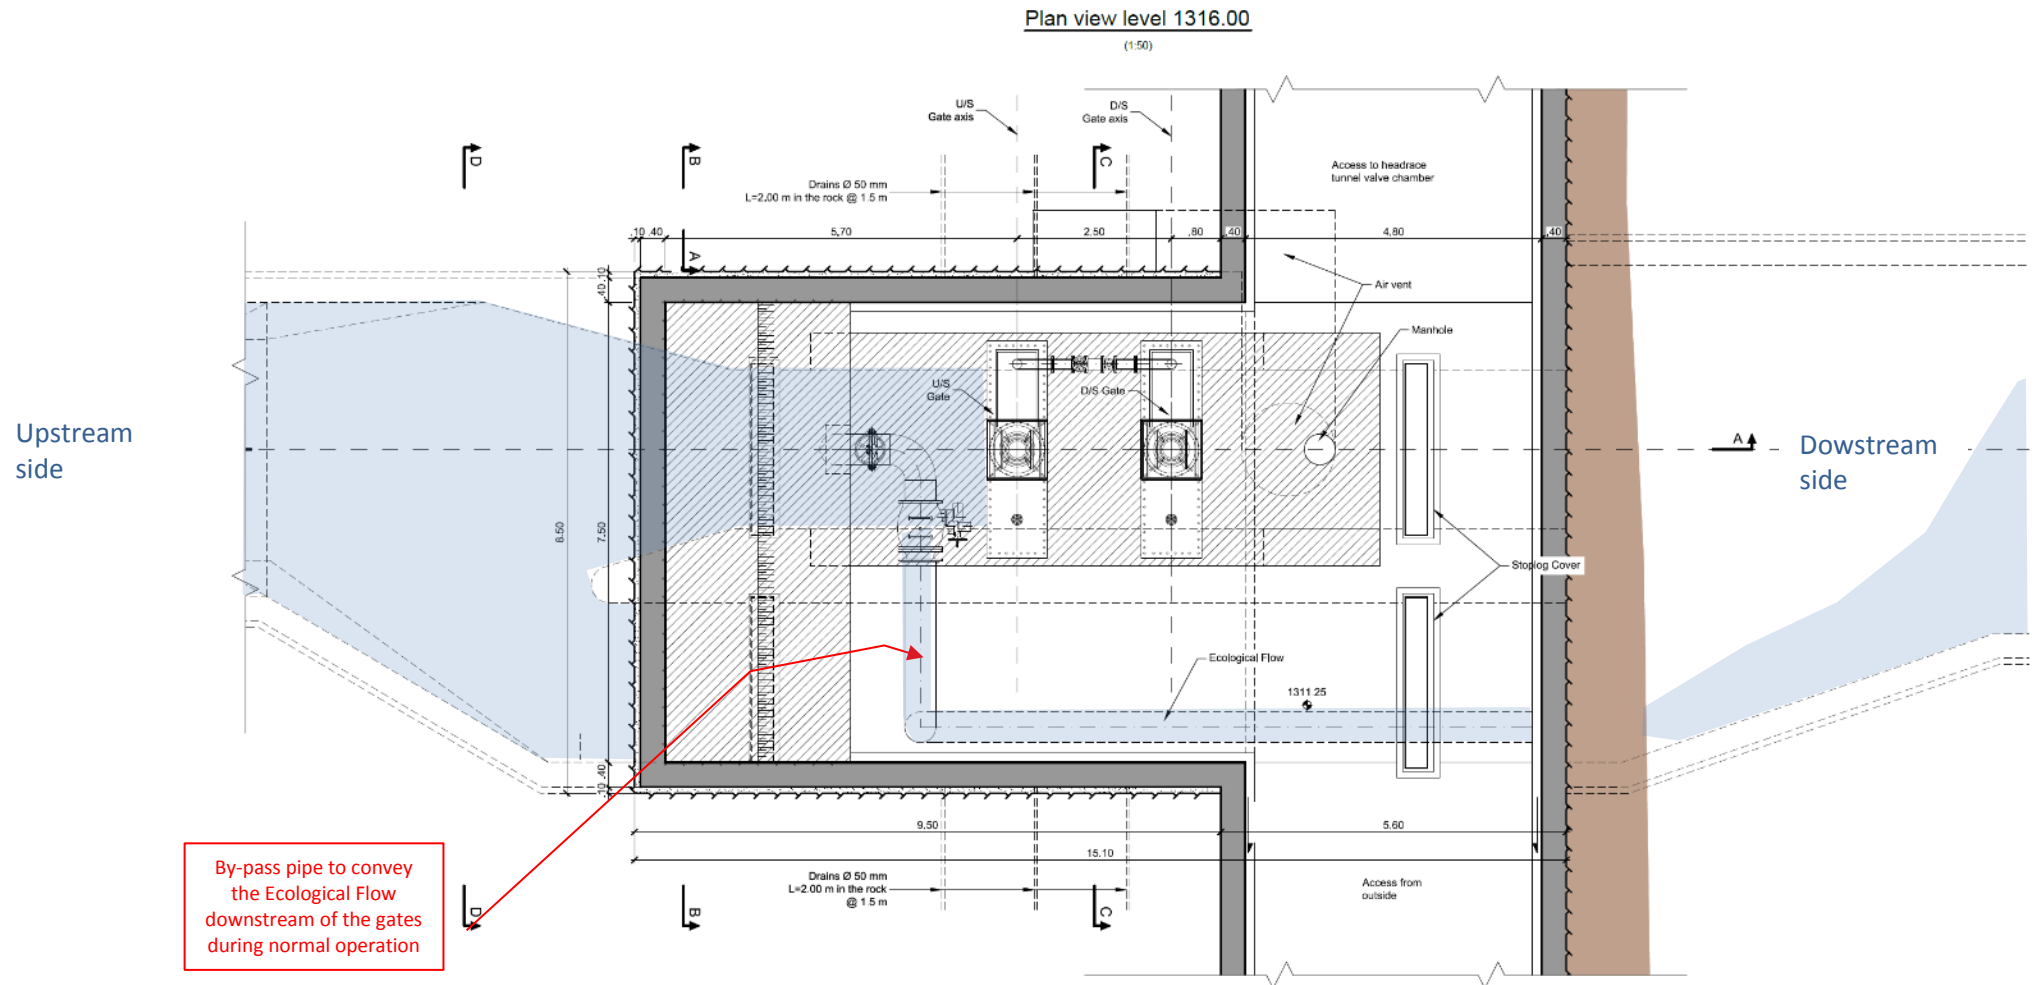 Plan view level 1316.00
(1:50)
U/S
Gate axis
D/S
Gate axis
D
B
C
Access to headrace
tunnel valve chamber
Drains Ø 50 mm
L=2.00 m in the rock @ 1.5 m
.10 .40
5,70
2.50
.80
.40
4,80
.40
A
.40 .10
Air vent
Manhole
U/S
Gate
D/S Gate
Upstream
side
A
Dowstream
side
8.50
7.50
Stoplog Cover
Ecological Flow
1311.25
.10 .40
9,50
5.60
15.10
By-pass pipe to convey
the Ecological Flow
downstream of the gates
during normal operation
Drains Ø 50 mm
L=2.00 m in the rock
@ 1.5 m
Access from
outside
D
B
C